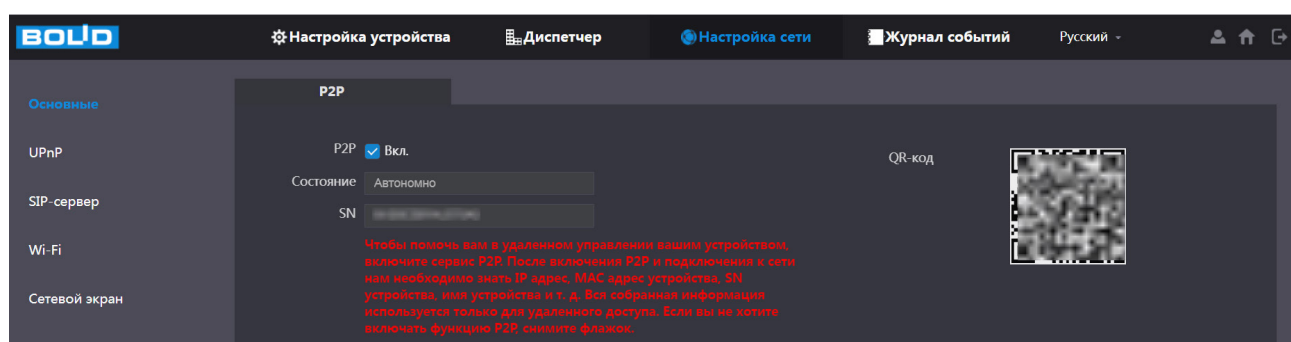 BOLID
Настройка устройства
Диспетчер
Настройка сети
Журнал событий
Русский
Основные
UPnP
SIP-сервер
Wi-Fi
Сетевой экран
P2P
P2P Вкл.
Состояние Автономно
SN
Чтобы помочь вам в удаленном управлении вашим устройством,
включите сервис P2P. После включения P2P и подключения к сети
нам необходимо знать IP адрес, MAC адрес устройства, SN
устройства, имя устройства и т. д. Вся собранная информация
используется только для удаленного доступа. Если вы не хотите
включать функцию P2P, снимите флажок.
QR-код